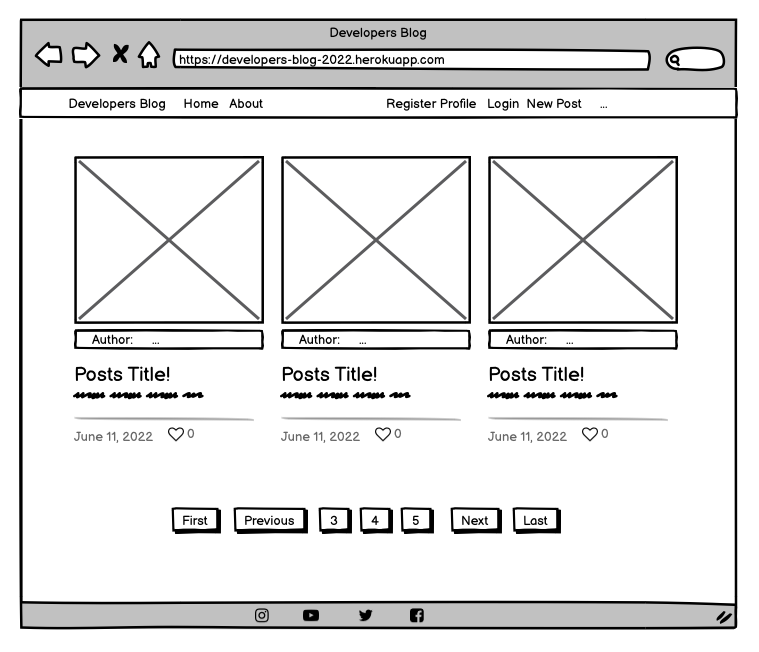 Developers Blog
https://developers-blog-2022.herokuapp.com
Developers Blog Home About Register Profile Login New Post ...
Author: ... Author: ... Author: ...
Posts Title! Posts Title! Posts Title!
June 11, 2022 0 June 11, 2022 0 June 11, 2022 0
First Previous 3 4 5 Next Last